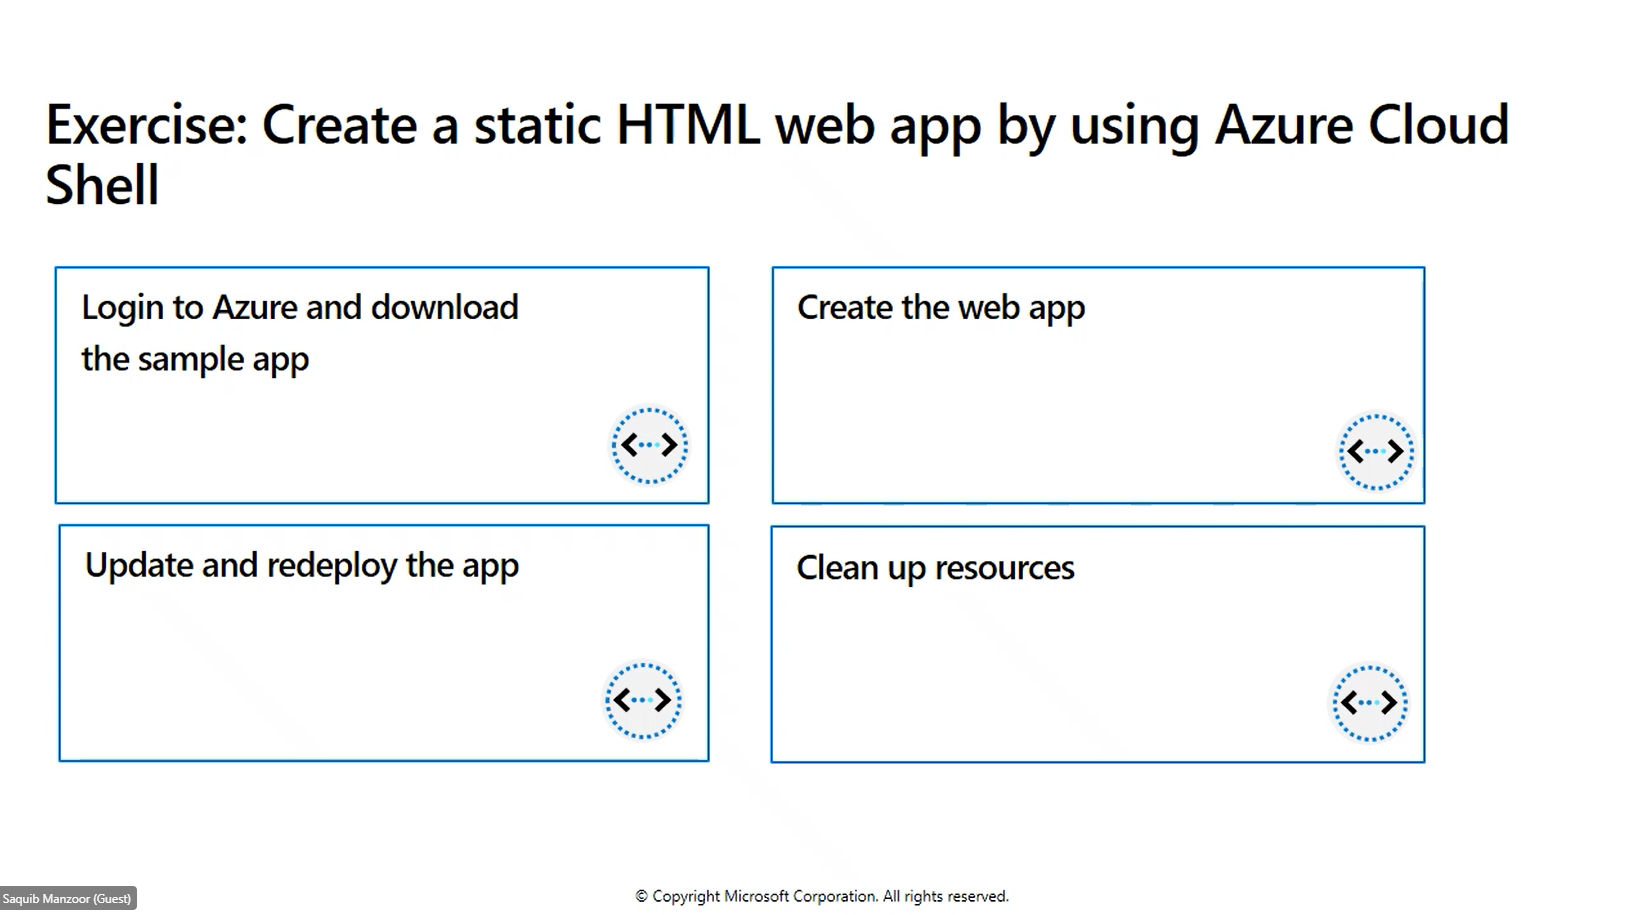 Exercise: Create a static HTML web app by using Azure Cloud
Shell
Login to Azure and download
the sample app
Create the web app
Update and redeploy the app
Clean up resources
Saquib Manzoor (Guest)
© Copyright Microsoft Corporation. All rights reserved.